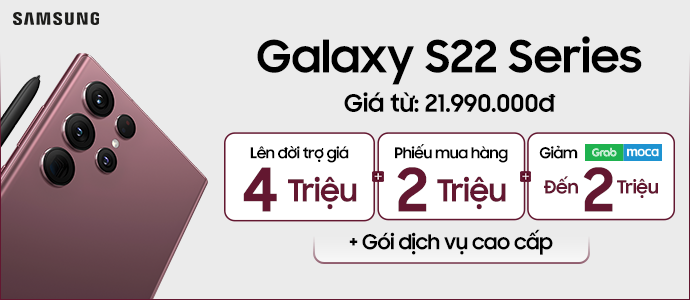 SAMSUNG
Galaxy S22 Series
Giá từ: 21.990.000đ
Lên đời trợ giá
4 Triệu
+
Phiếu mua hàng
2 Triệu
+
Giảm Grab moca
Đến 2 Triệu
+ Gói dịch vụ cao cấp